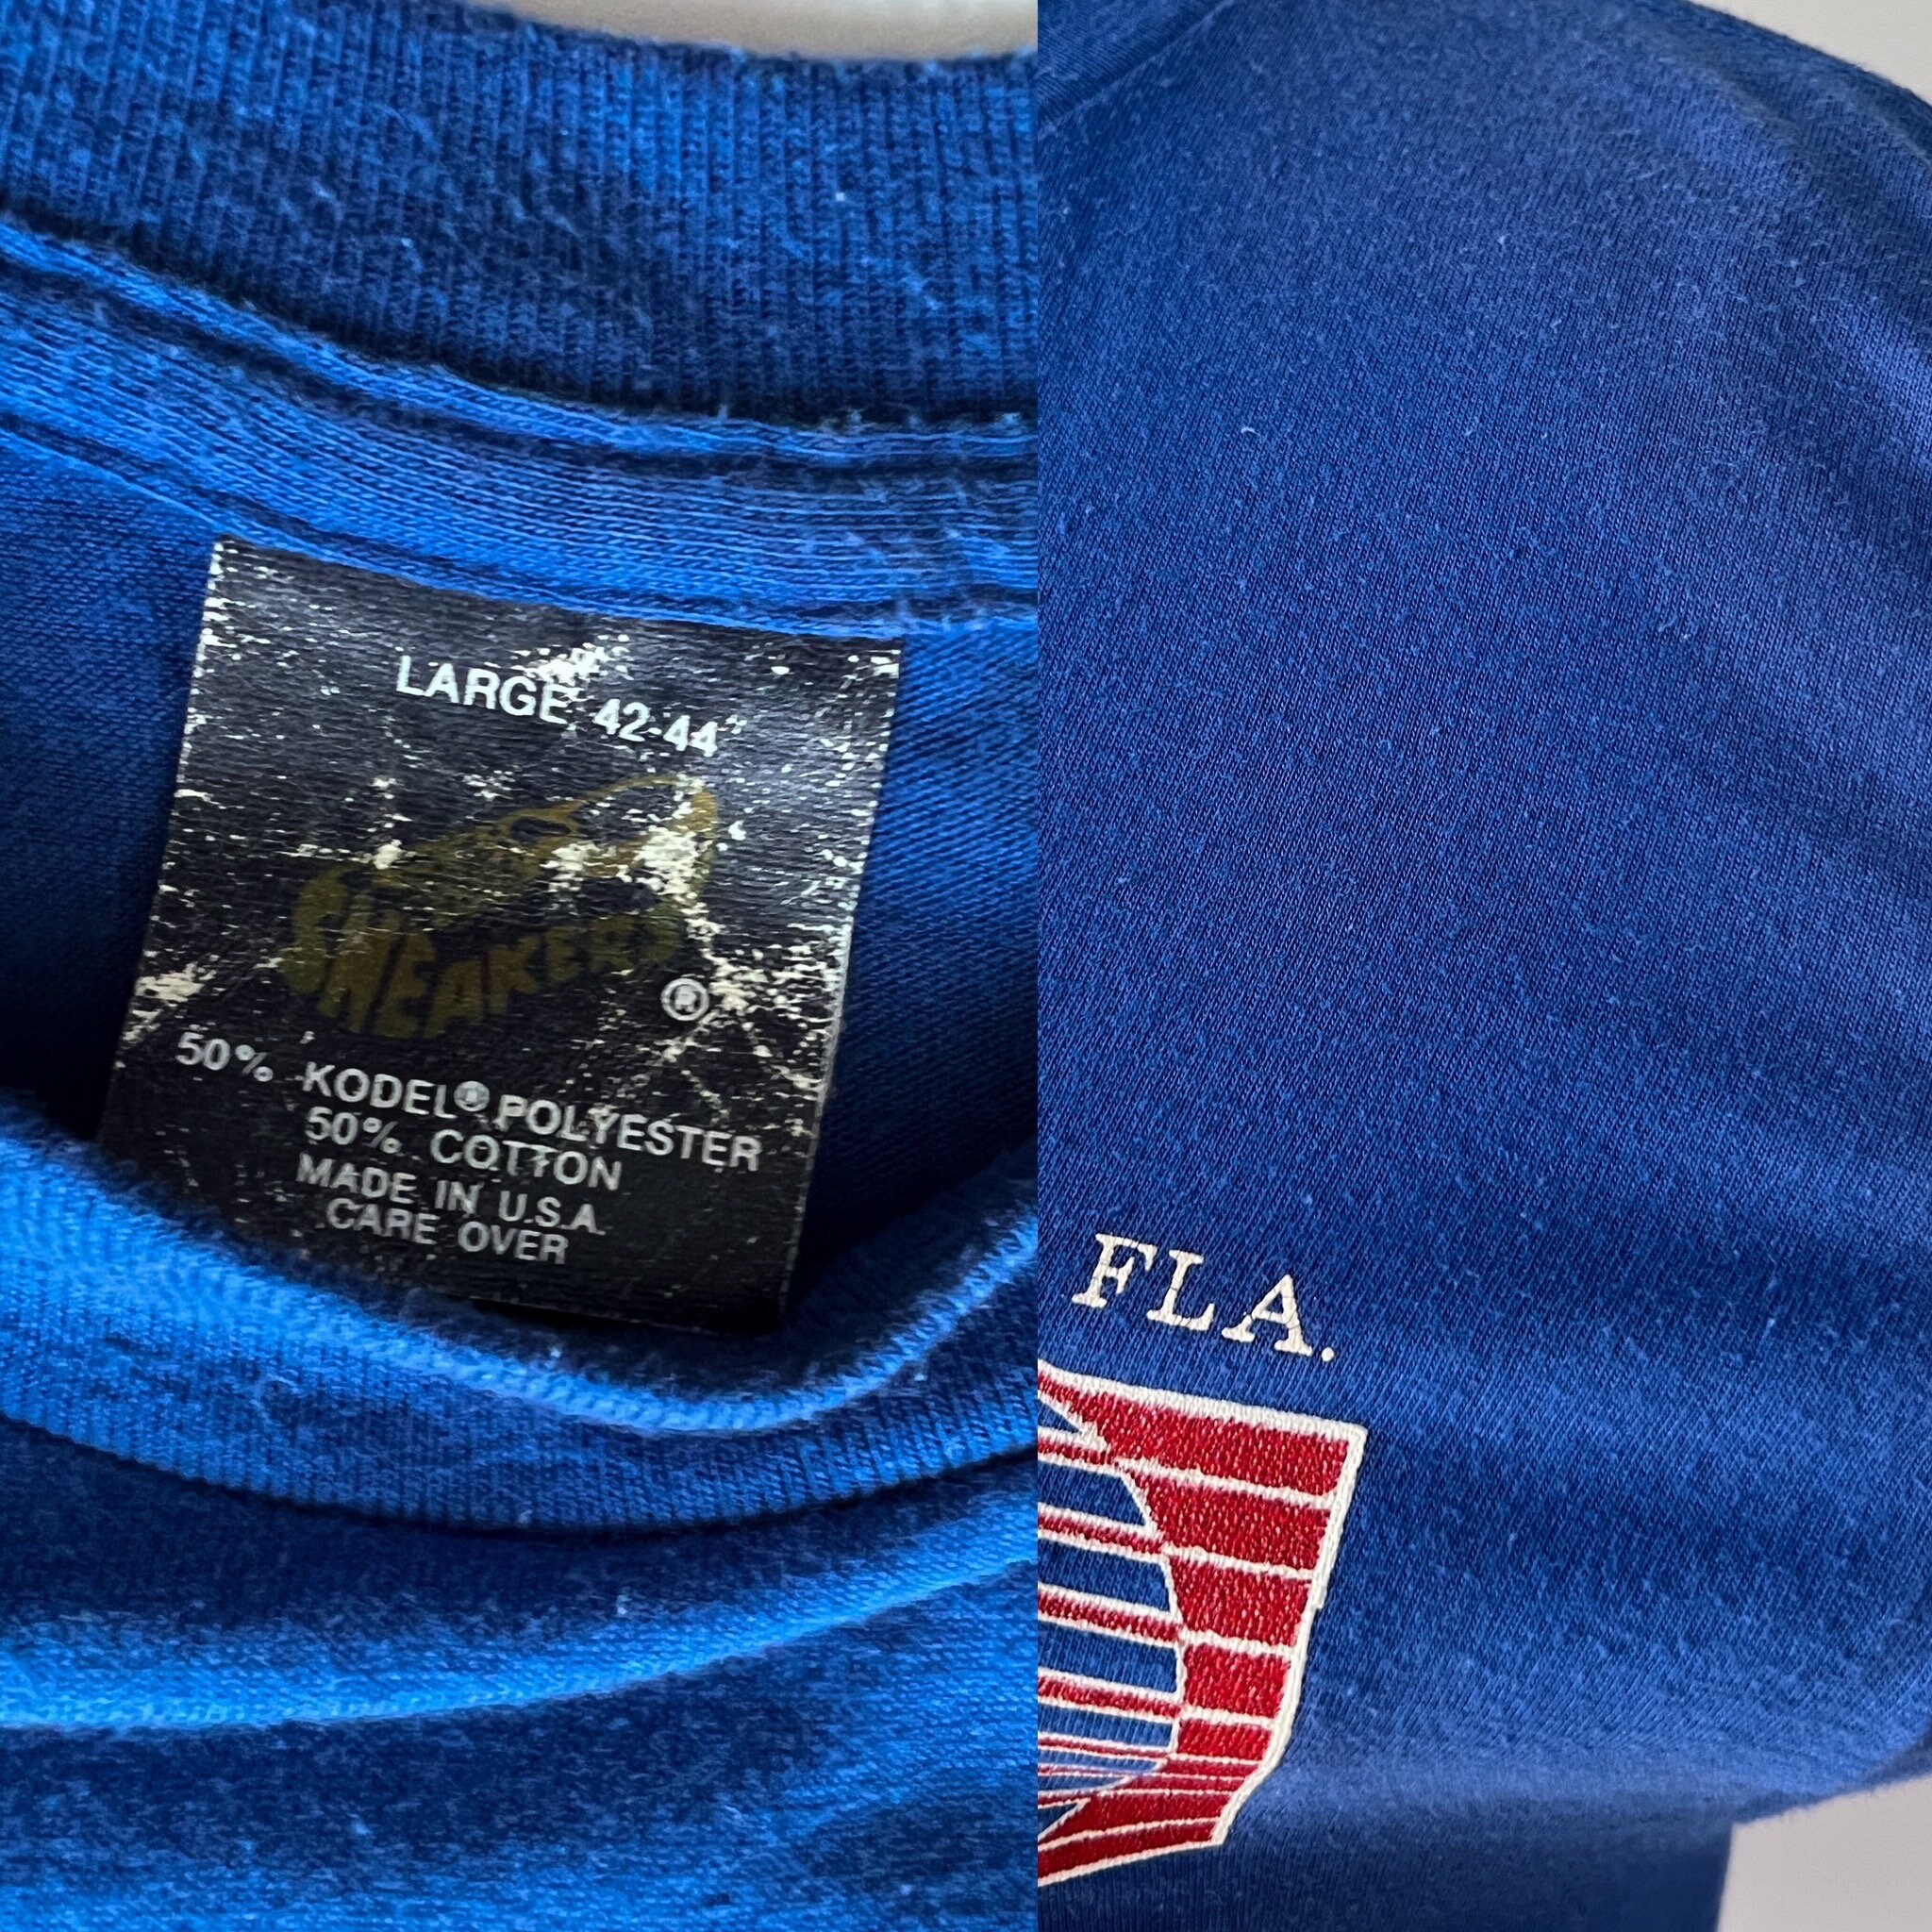 LARGE 42-44"
SNEAKERS
®
50% KODEL® POLYESTER
50% COTTON
MADE IN U.S.A.
CARE OVER
FLA.